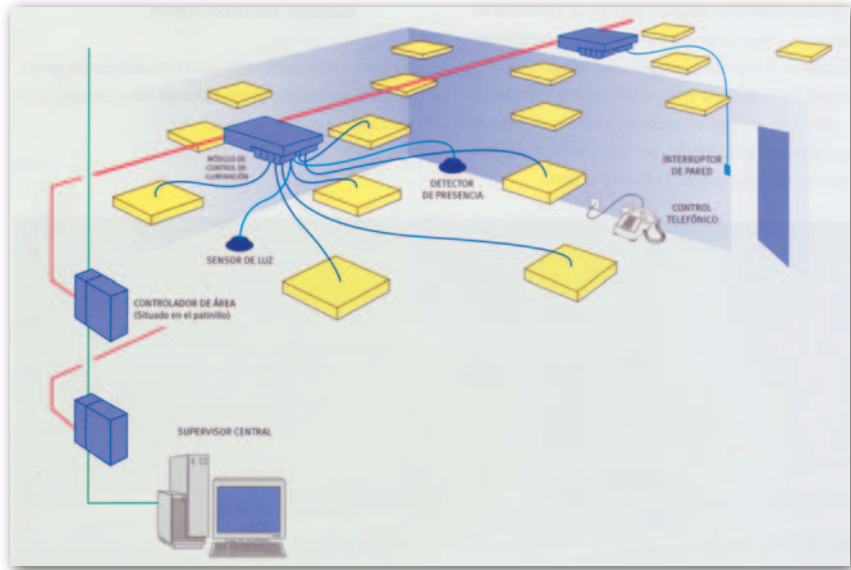 MÓDULO DE
CONTROL DE
ILUMINACIÓN
DETECTOR
DE PRESENCIA
INTERRUPTOR
DE PARED
CONTROL
TELEFÓNICO
SENSOR DE LUZ
CONTROLADOR DE ÁREA
(Situado en el patinillo)
SUPERVISOR CENTRAL